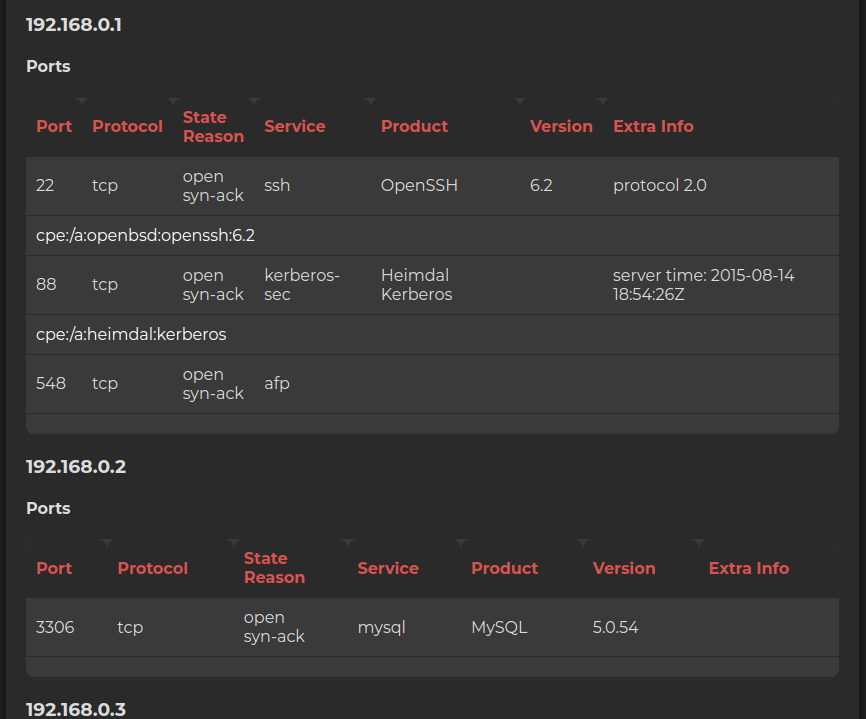 192.168.0.1
Ports
Port Protocol State Reason Service Product Version Extra Info
22 tcp open syn-ack ssh OpenSSH 6.2 protocol 2.0
cpe:/a:openbsd:openssh:6.2
88 tcp open syn-ack kerberos-sec Heimdal Kerberos server time: 2015-08-14 18:54:26Z
cpe:/a:heimdal:kerberos
548 tcp open syn-ack afp
192.168.0.2
Ports
Port Protocol State Reason Service Product Version Extra Info
3306 tcp open syn-ack mysql MySQL 5.0.54
192.168.0.3